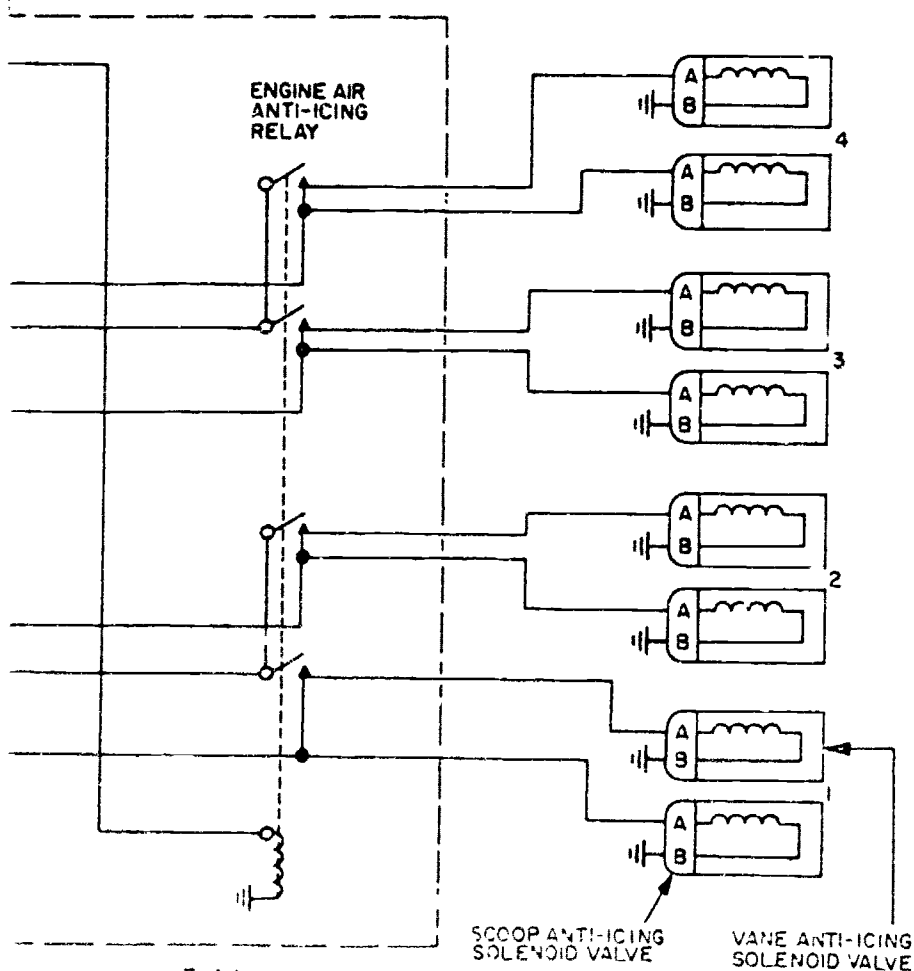 ENGINE AIR
ANTI-ICING
RELAY
A
B
4
A
B
A
B
3
A
B
A
B
2
A
B
A
B
1
A
B
SCOOP ANTI-ICING
SOLENOID VALVE
VANE ANTI-ICING
SOLENOID VALVE